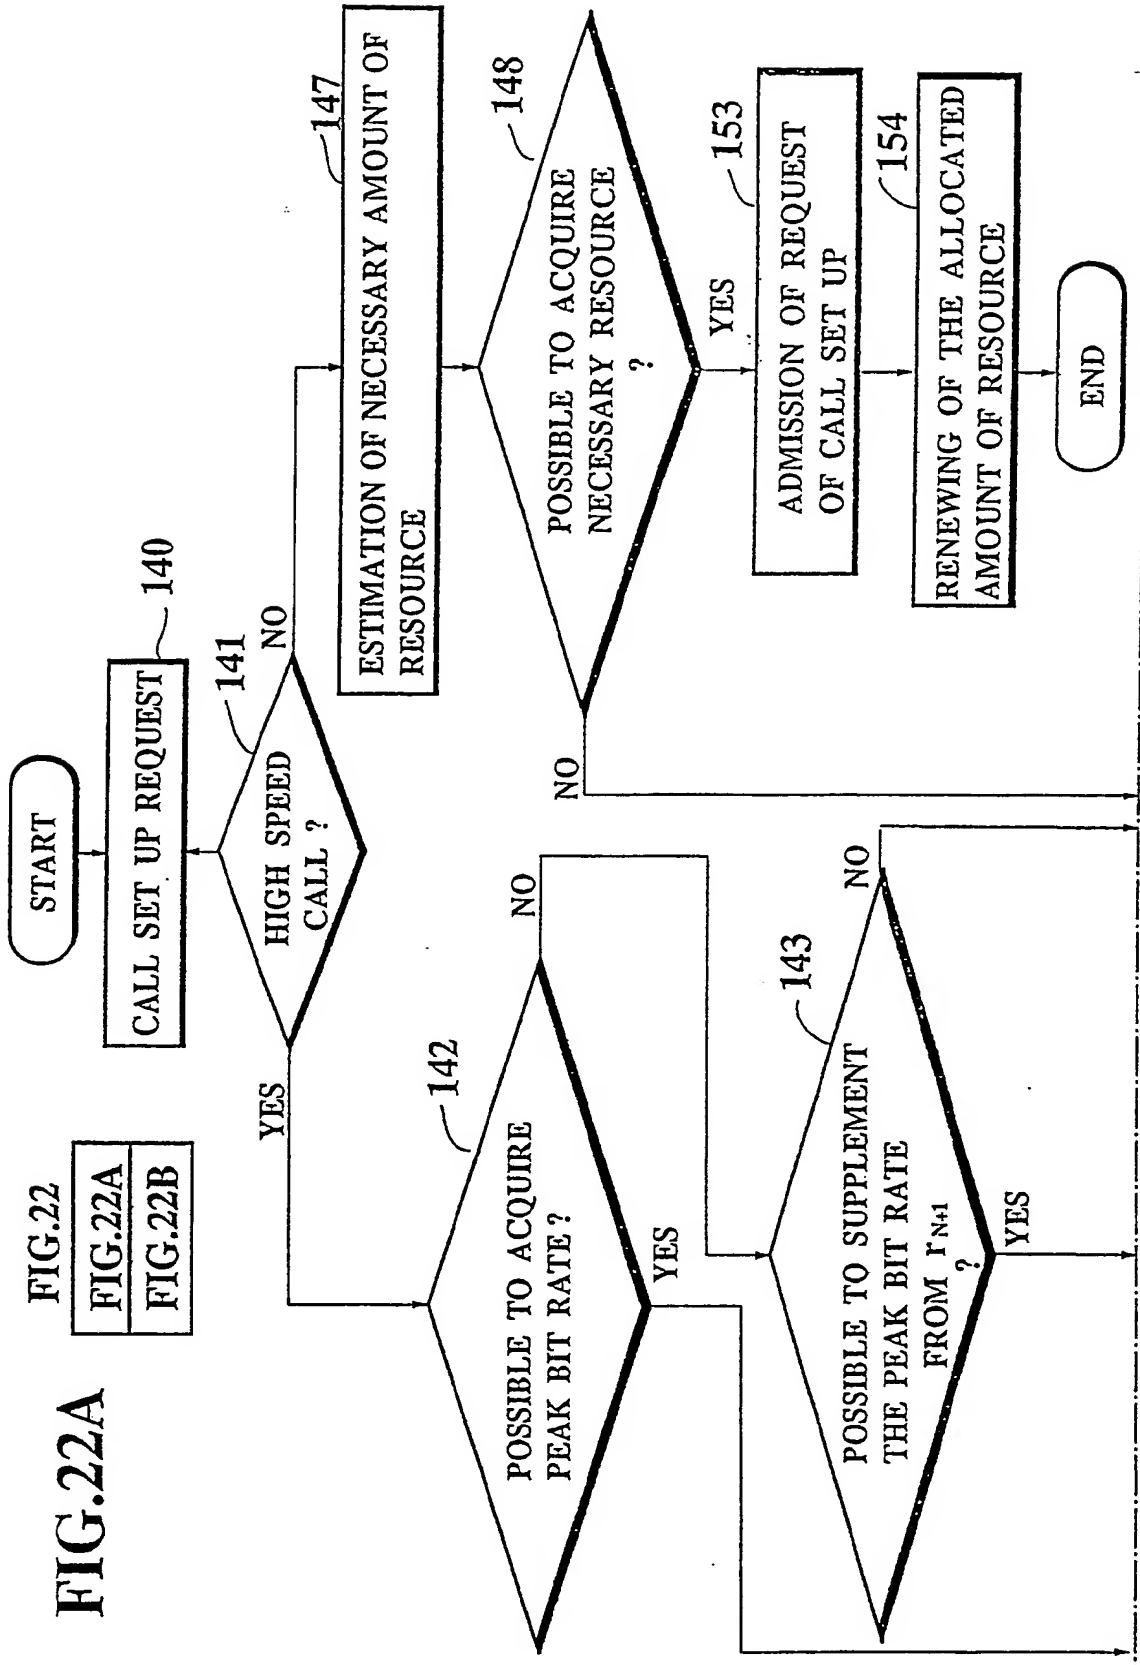 FIG.22A
FIG.22
FIG.22A
FIG.22B
START
CALL SET UP REQUEST
140
HIGH SPEED
CALL ?
141
YES
NO
POSSIBLE TO ACQUIRE
PEAK BIT RATE?
142
NO
YES
POSSIBLE TO SUPPLEMENT
THE PEAK BIT RATE
FROM rN+1
?
143
NO
YES
ESTIMATION OF NECESSARY AMOUNT OF
RESOURCE
147
POSSIBLE TO ACQUIRE
NECESSARY RESOURCE
?
148
NO
YES
ADMISSION OF REQUEST
OF CALL SET UP
153
RENEWING OF THE ALLOCATED
AMOUNT OF RESOURCE
154
END